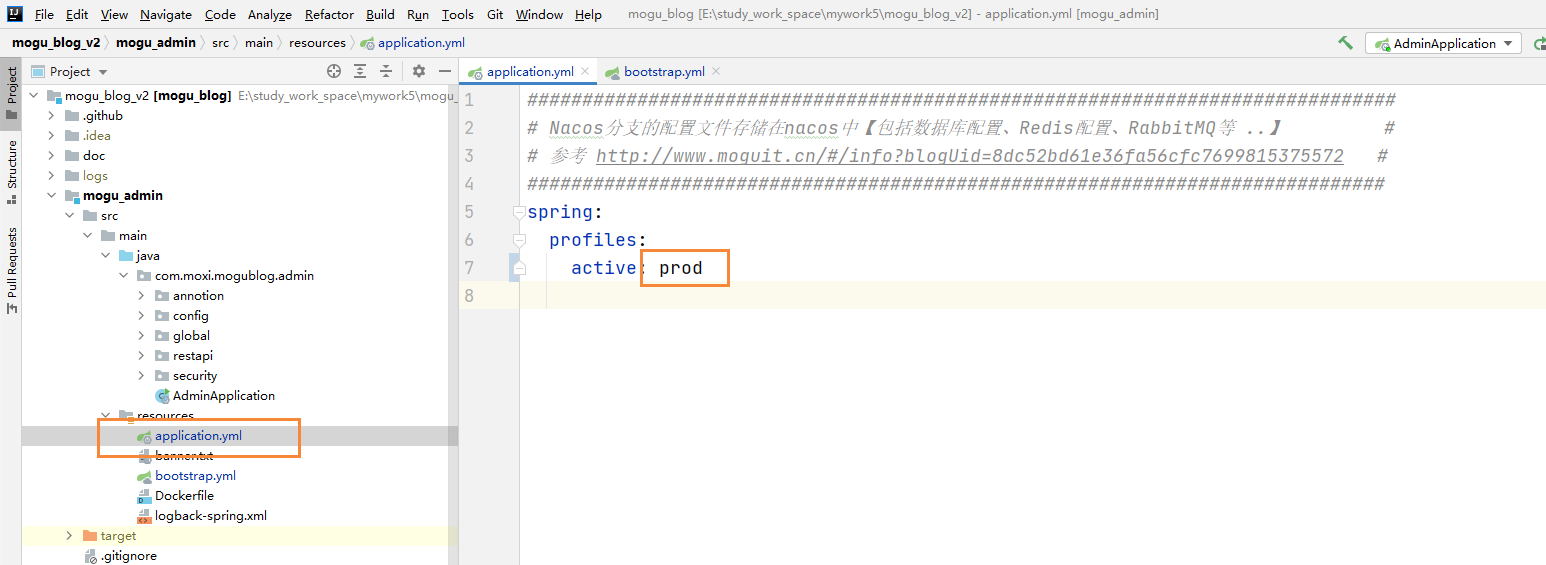 File Edit View Navigate Code Analyze Refactor Build Run Tools Git Window Help mogu_blog [E:\study_work_space\mywork5\mogu_blog_v2] - application.yml [mogu_admin]
mogu_blog_v2 mogu_admin src main resources application.yml AdminApplication
Project
Structure
Pull Requests
Project
mogu_blog_v2 [mogu_blog] E:\study_work_space\mywork5\mogu_
.github
.idea
doc
logs
mogu_admin
src
main
java
com.moxi.mogublog.admin
annotion
config
global
restapi
security
AdminApplication
resources
application.yml
banner.txt
bootstrap.yml
Dockerfile
logback-spring.xml
target
.gitignore
application.yml bootstrap.yml
1 ###############################################################################
2 # Nacos分支的配置文件存储在nacos中【包括数据库配置、Redis配置、RabbitMQ等 ..】 #
3 # 参考 http://www.moguit.cn/#/info?blogUid=8dc52bd61e36fa56cfc7699815375572 #
4 ##############################################################################
5 spring:
6 profiles:
7 active: prod
8